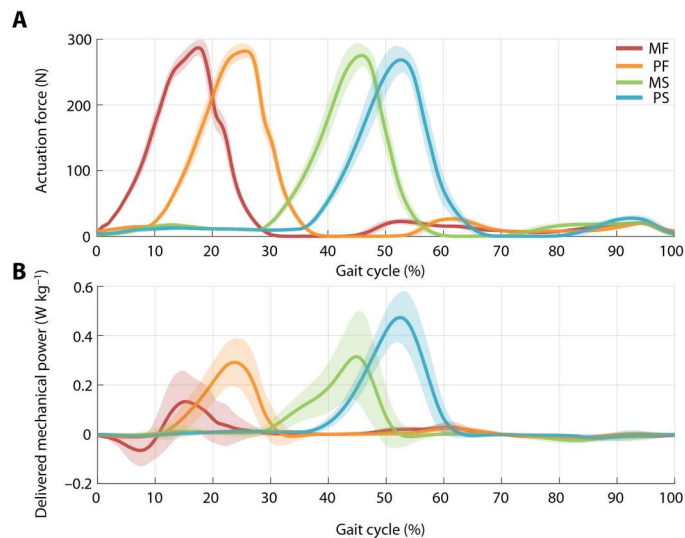 A
Actuation force (N)
300
200
100
0
MF
PF
MS
PS
0 10 20 30 40 50 60 70 80 90 100
Gait cycle (%)
B
Delivered mechanical power (W kg⁻¹)
0.6
0.4
0.2
0
−0.2
0 10 20 30 40 50 60 70 80 90 100
Gait cycle (%)